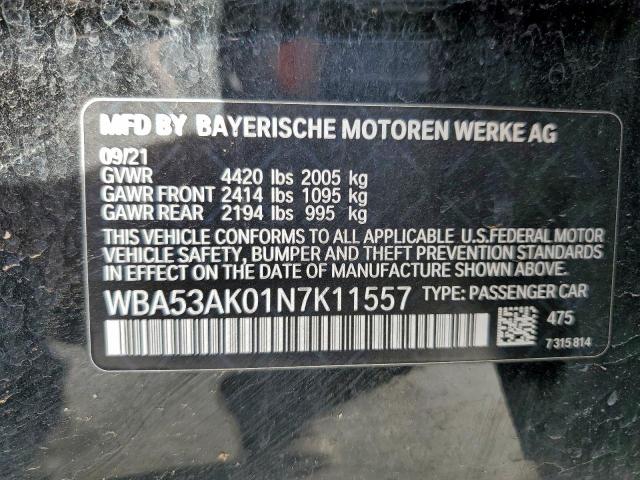 MFD BY BAYERISCHE MOTOREN WERKE AG
09/21
GVWR 4420 lbs 2005 kg
GAWR FRONT 2414 lbs 1095 kg
GAWR REAR 2194 lbs 995 kg
THIS VEHICLE CONFORMS TO ALL APPLICABLE U.S.FEDERAL MOTOR
VEHICLE SAFETY, BUMPER AND THEFT PREVENTION STANDARDS IN
EFFECT ON THE DATE OF MANUFACTURE SHOWN ABOVE.
WBA53AK01N7K11557 TYPE: PASSENGER CAR
475
7315814